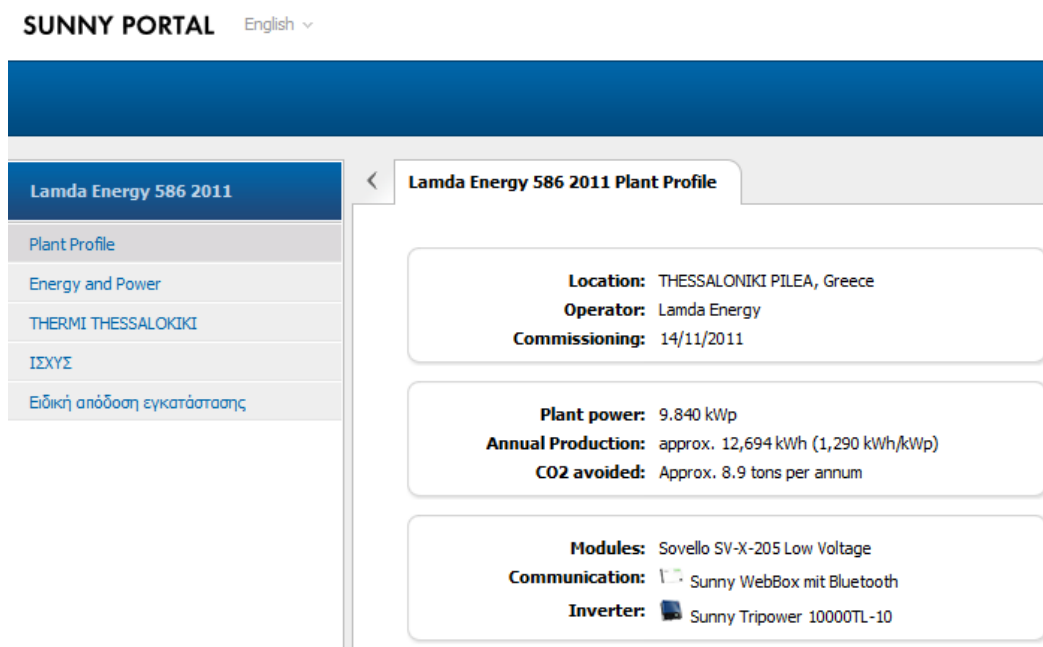 SUNNY PORTAL English
Lamda Energy 586 2011
Plant Profile
Energy and Power
THERMI THESSALOKIKI
ΙΣΧΥΣ
Ειδική απόδοση εγκατάστασης
Lamda Energy 586 2011 Plant Profile
Location: THESSALONIKI PILEA, Greece
Operator: Lamda Energy
Commissioning: 14/11/2011
Plant power: 9.840 kWp
Annual Production: approx. 12,694 kWh (1,290 kWh/kWp)
CO2 avoided: Approx. 8.9 tons per annum
Modules: Sovello SV-X-205 Low Voltage
Communication: Sunny WebBox mit Bluetooth
Inverter: Sunny Tripower 10000TL-10